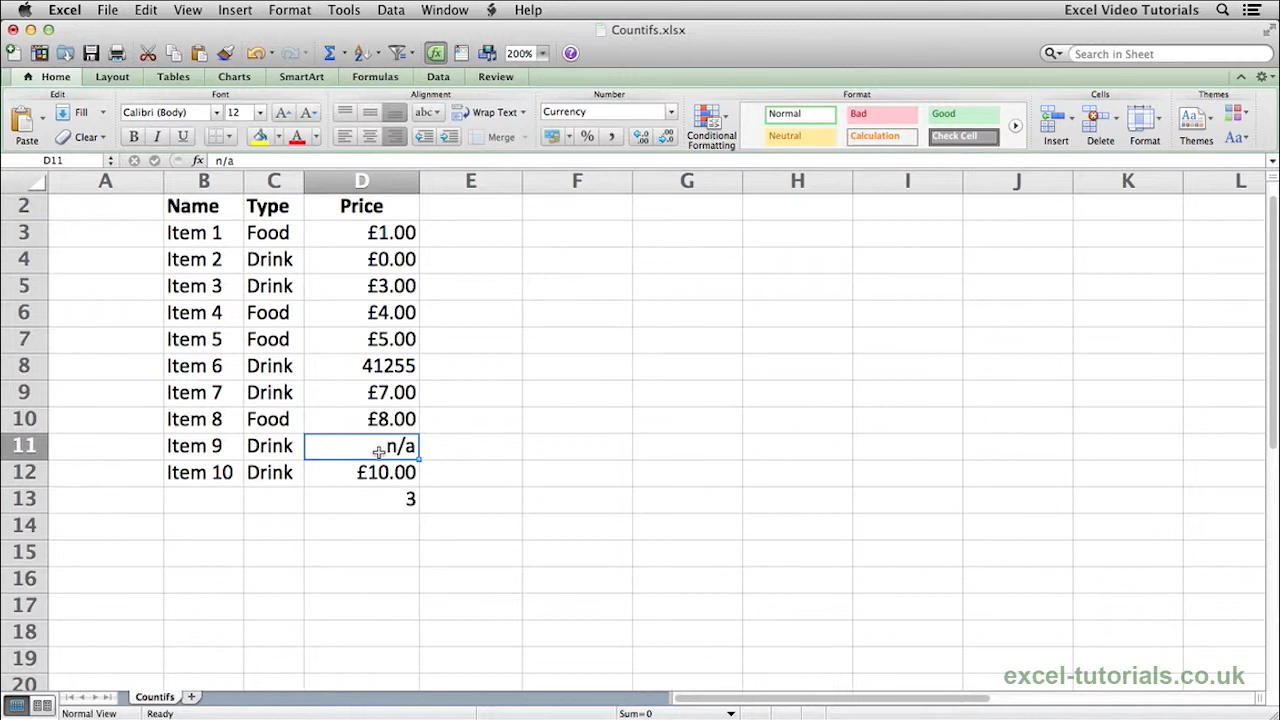 Excel File Edit View Insert Format Tools Data Window Help Excel Video Tutorials
Countifs.xlsx
200% Search in Sheet
Home Layout Tables Charts SmartArt Formulas Data Review
Edit Font Alignment Number Format Cells Themes
Fill Calibri (Body) 12 A A abc Wrap Text Currency Normal Bad Good
Paste Clear B I U A Merge % Conditional Formatting Neutral Calculation Check Cell Insert Delete Format Themes Aa
D11 fx n/a
A B C D E F G H I J K L
2 Name Type Price
3 Item 1 Food £1.00
4 Item 2 Drink £0.00
5 Item 3 Drink £3.00
6 Item 4 Food £4.00
7 Item 5 Food £5.00
8 Item 6 Drink 41255
9 Item 7 Drink £7.00
10 Item 8 Food £8.00
11 Item 9 Drink n/a
12 Item 10 Drink £10.00
13 3
14
15
16
17
18
19
20
excel-tutorials.co.uk
Countifs
Normal View Ready Sum=0